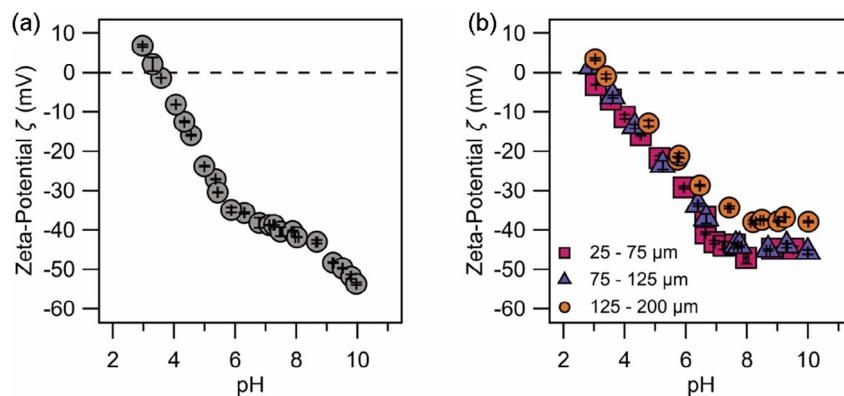 (a)
10
0
-10
-20
-30
-40
-50
-60
Zeta-Potential ζ (mV)
2 4 6 8 10
pH
(b)
10
0
-10
-20
-30
-40
-50
-60
Zeta-Potential ζ (mV)
25 - 75 µm
75 - 125 µm
125 - 200 µm
2 4 6 8 10
pH